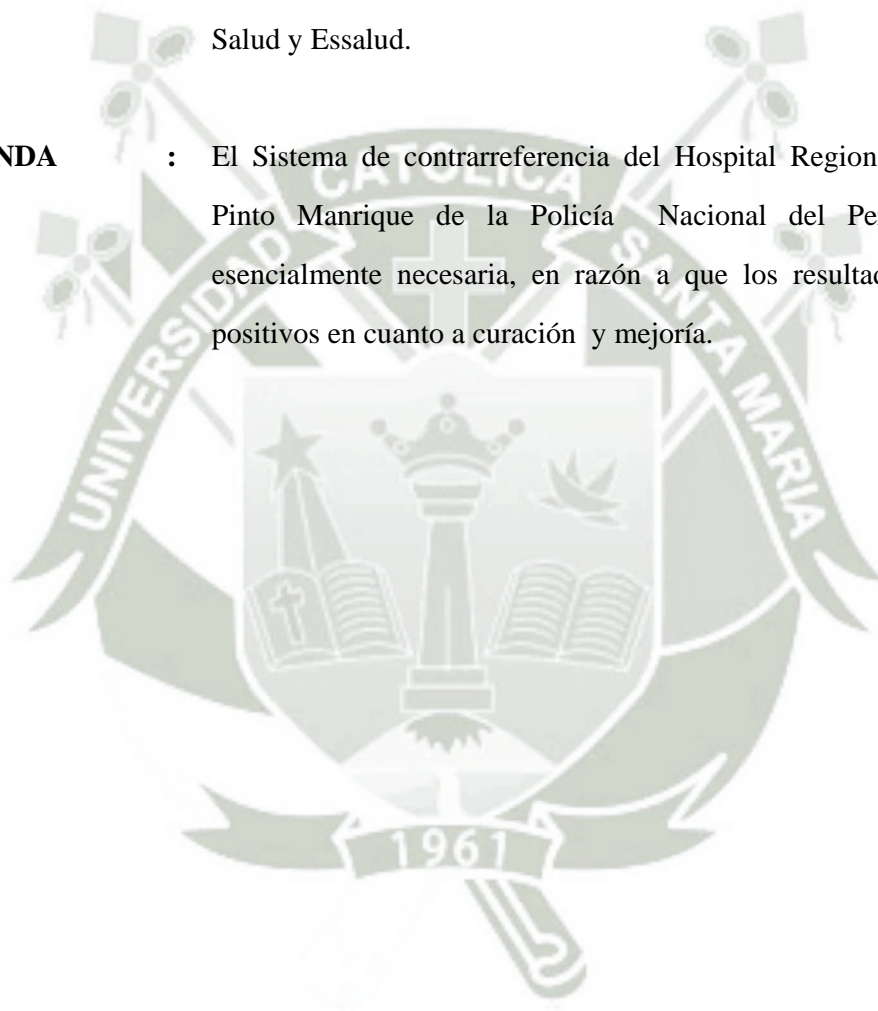 Salud y Essalud.
NDA : El Sistema de contrarreferencia del Hospital Region
Pinto Manrique de la Policía Nacional del Pe
esencialmente necesaria, en razón a que los resultad
positivos en cuanto a curación y mejoría.
UNIVERSIDAD CATOLICA SANTA MARIA
1961